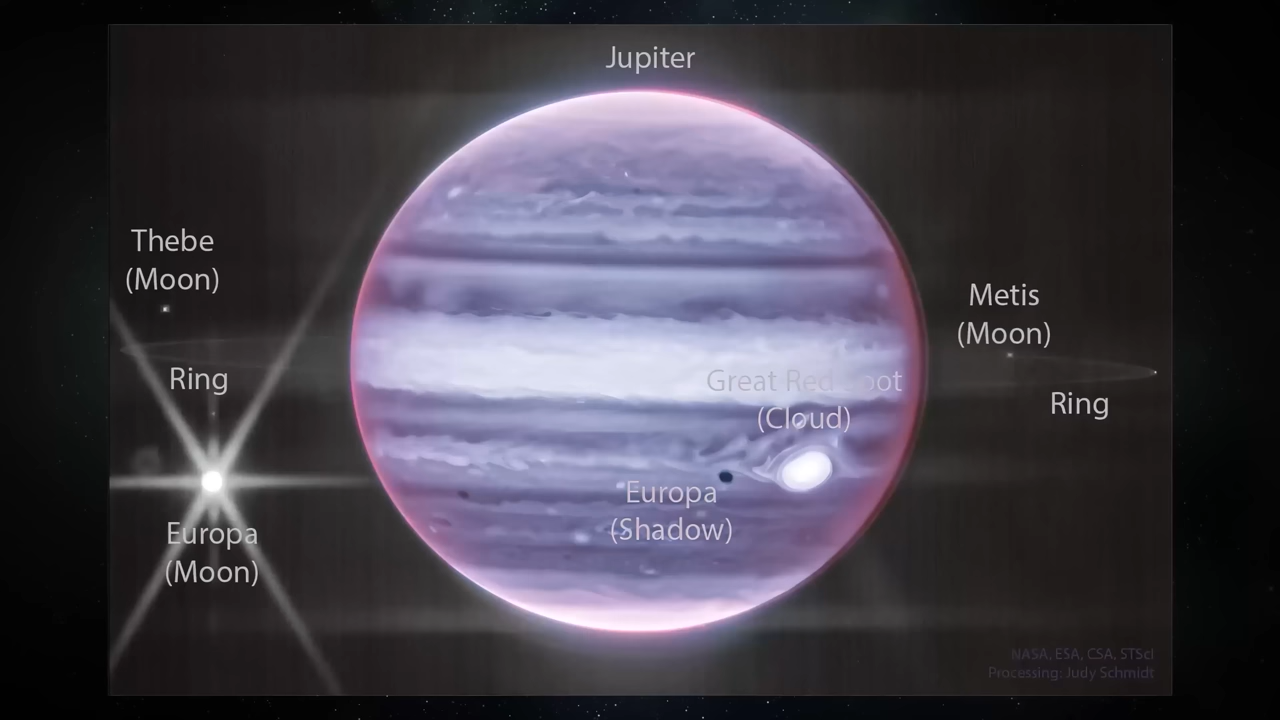 Jupiter
Thebe
(Moon)
Metis
(Moon)
Ring
Great Red Spot
(Cloud)
Ring
Europa
(Shadow)
Europa
(Moon)
NASA, ESA, CSA, STScI
Processing: Judy Schmidt